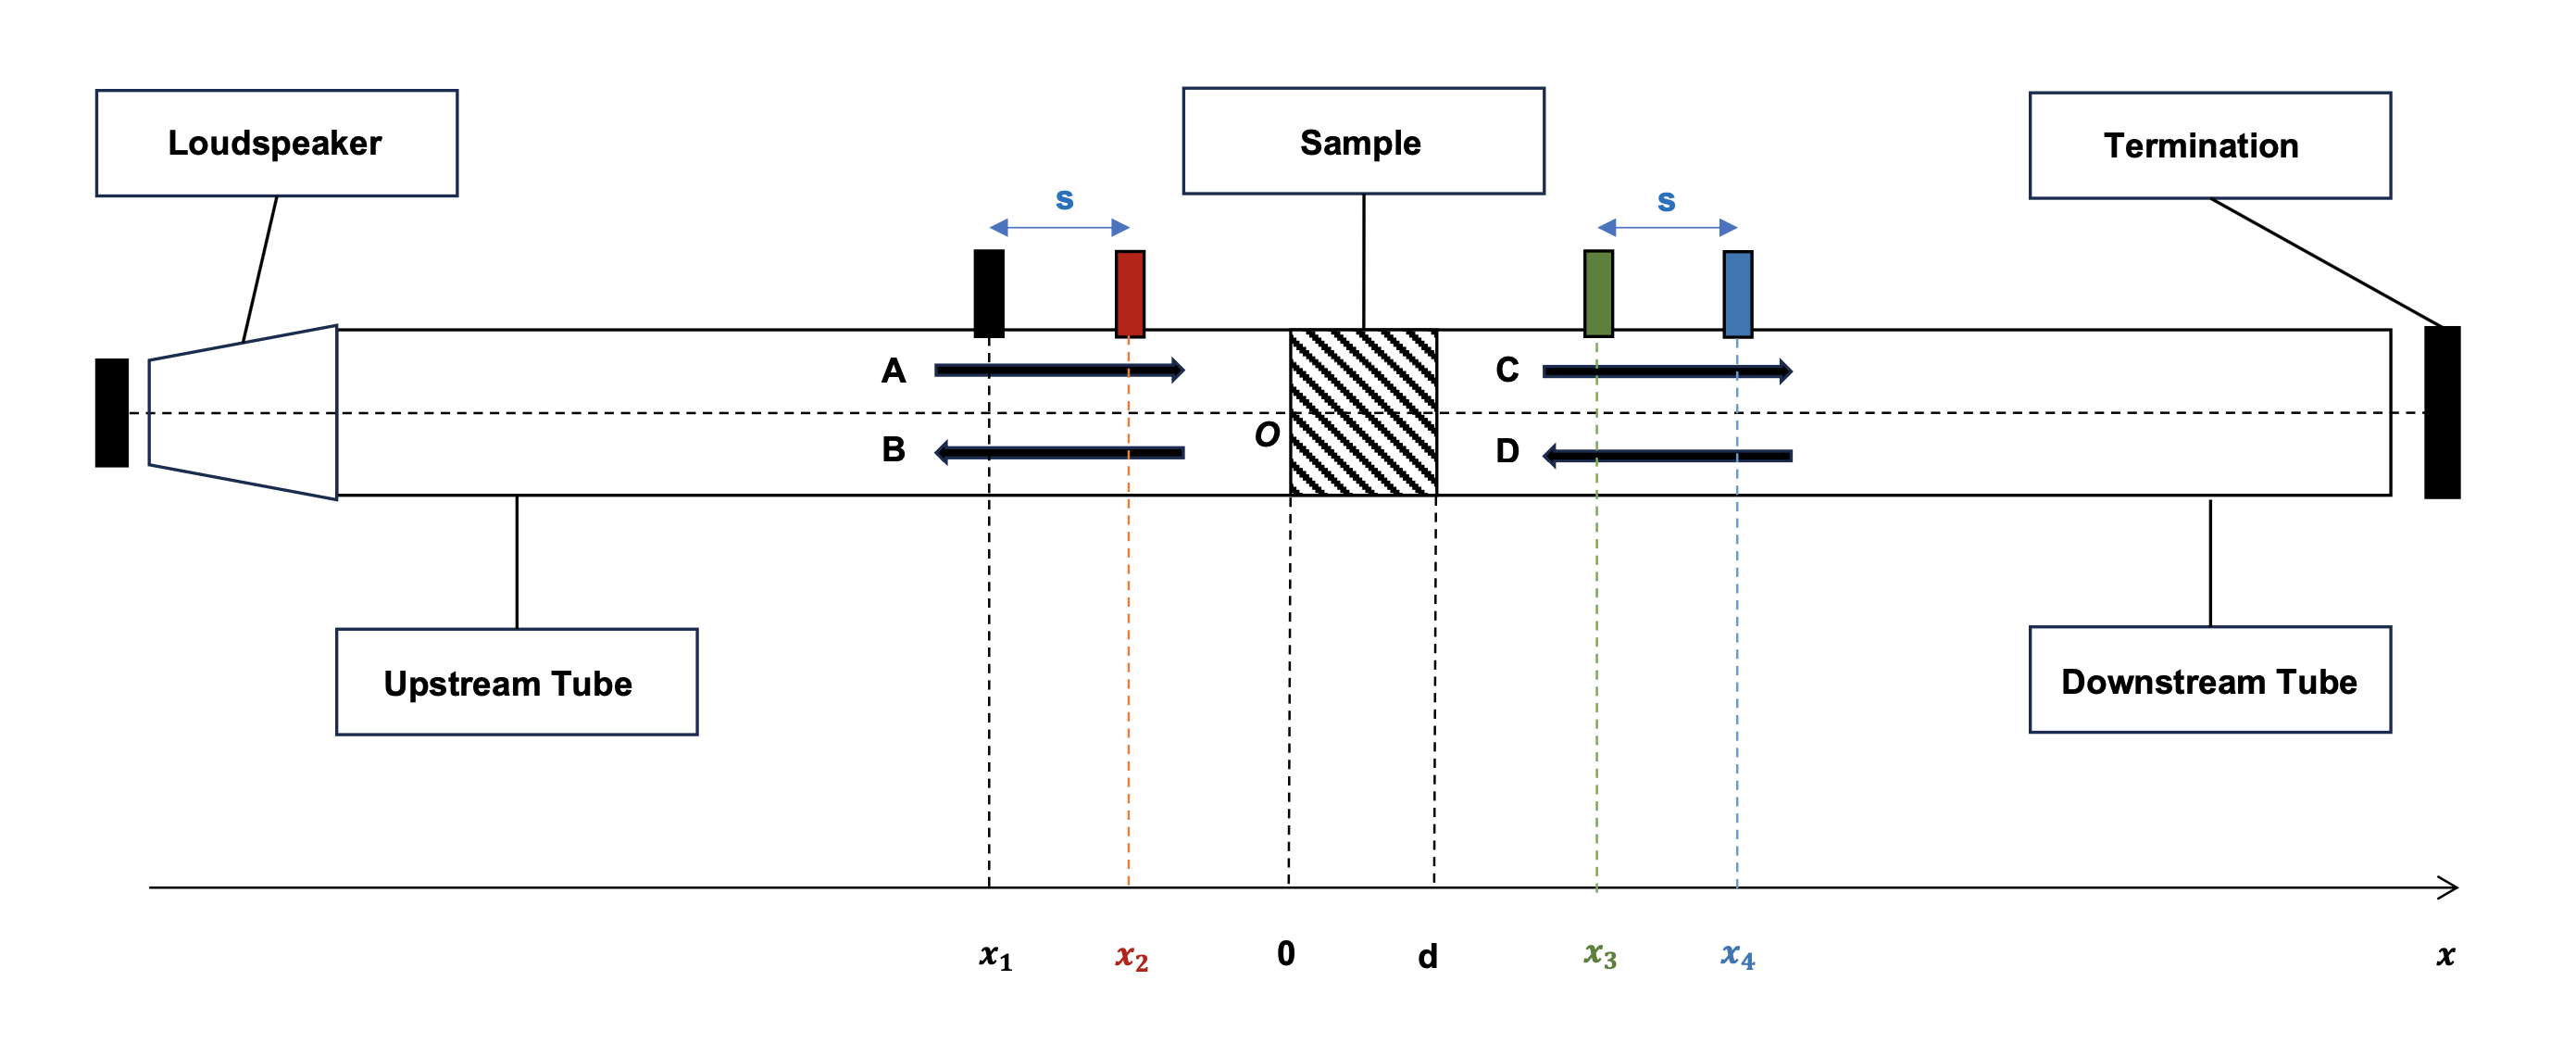 Loudspeaker
Sample
Termination
s
s
A
C
O
B
D
Upstream Tube
Downstream Tube
x₁
x₂
0
d
x₃
x₄
x